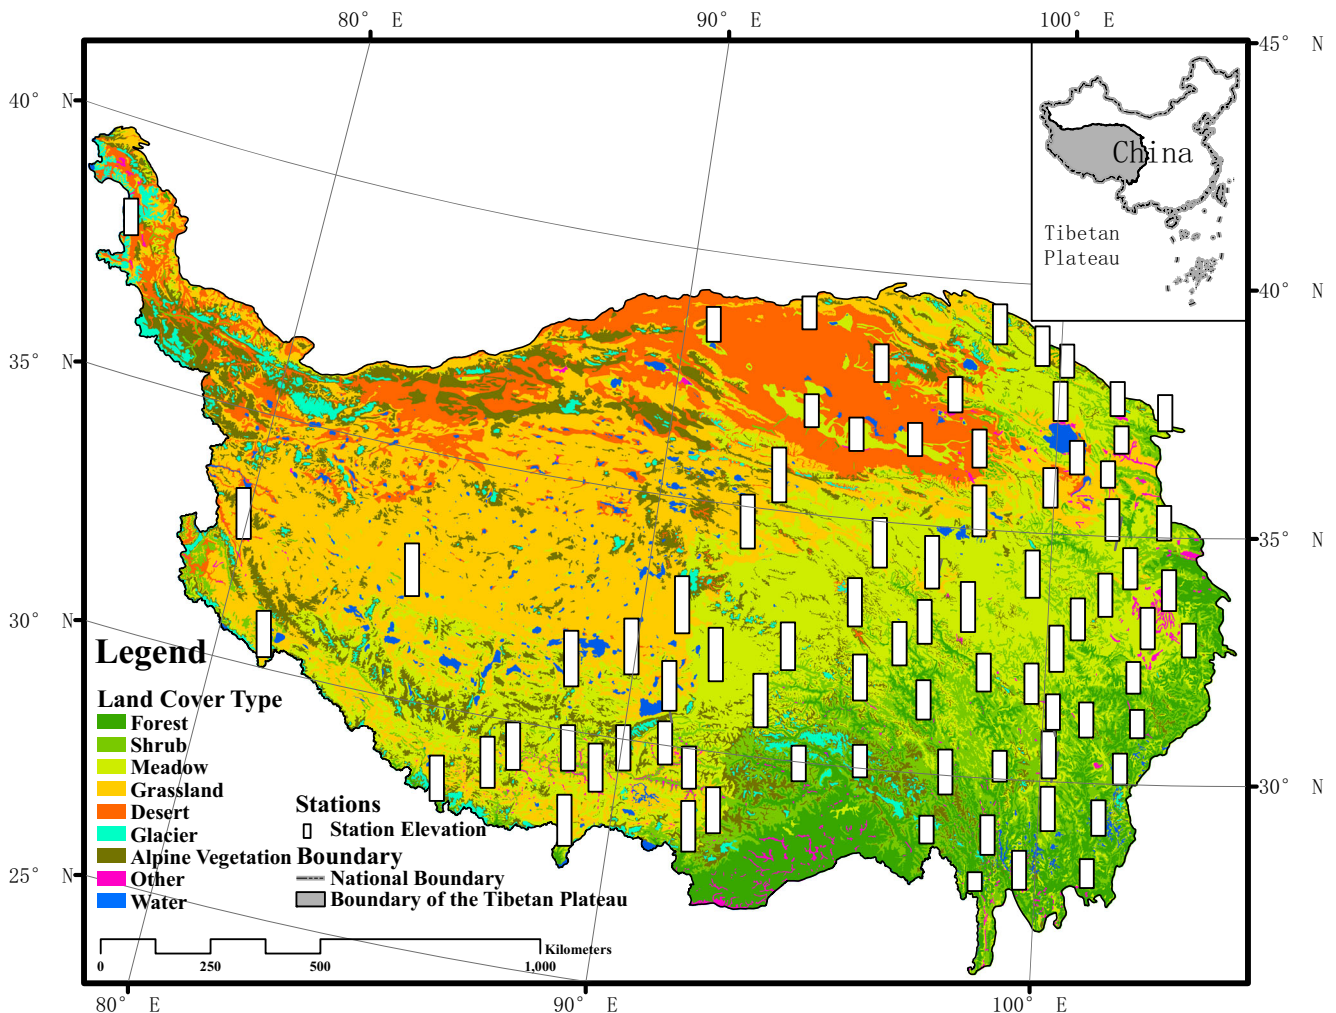 80° E
90° E
100° E
45° N
40° N
China
Tibetan
Plateau
40° N
35° N
35° N
30° N
Legend
Land Cover Type
Forest
Shrub
Meadow
Grassland
Desert
Glacier
Alpine Vegetation
Other
Water
Stations
Station Elevation
Boundary
National Boundary
Boundary of the Tibetan Plateau
30° N
25° N
Kilometers
0
250
500
1,000
80° E
90° E
100° E